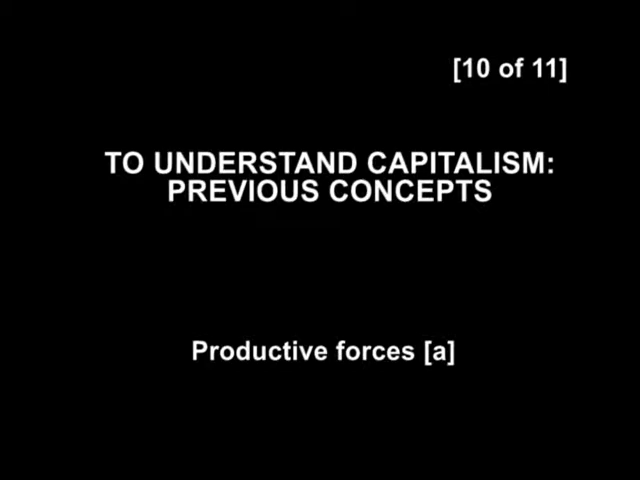 [10 of 11]
TO UNDERSTAND CAPITALISM:
PREVIOUS CONCEPTS
Productive forces [a]